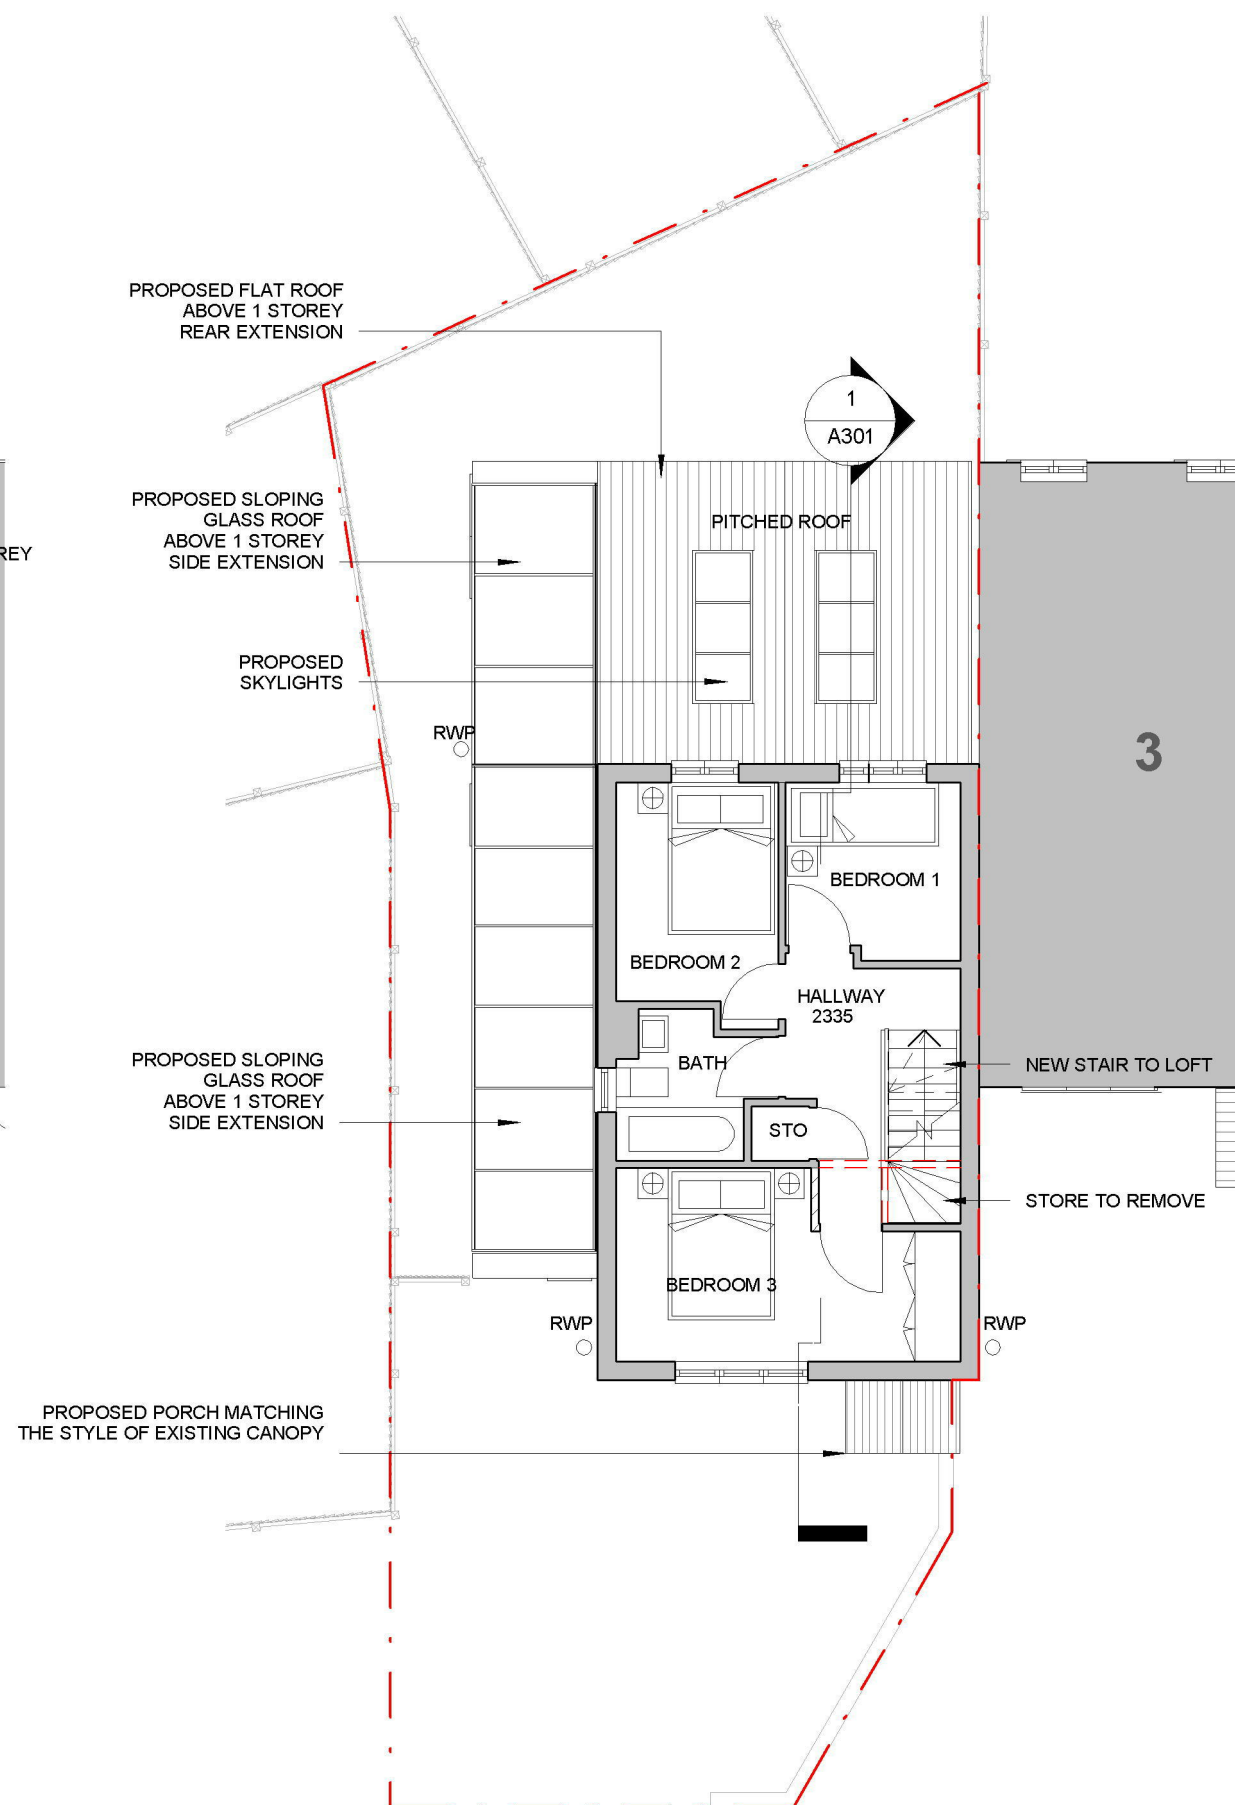 PROPOSED FLAT ROOF
ABOVE 1 STOREY
REAR EXTENSION
1
A301
PROPOSED SLOPING
GLASS ROOF
ABOVE 1 STOREY
SIDE EXTENSION
PITCHED ROOF
REY
PROPOSED
SKYLIGHTS
RWP
3
BEDROOM 1
BEDROOM 2
HALLWAY
2335
PROPOSED SLOPING
GLASS ROOF
ABOVE 1 STOREY
SIDE EXTENSION
BATH
NEW STAIR TO LOFT
STO
STORE TO REMOVE
BEDROOM 3
RWP
RWP
PROPOSED PORCH MATCHING
THE STYLE OF EXISTING CANOPY